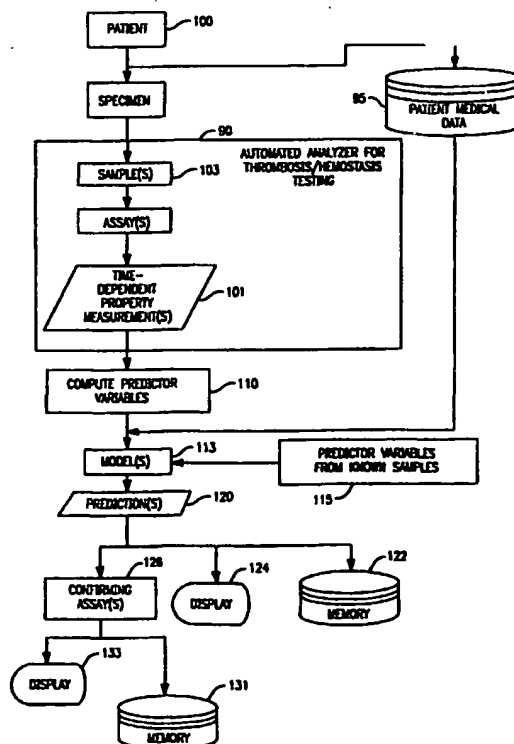 PATIENT
100
SPECIMEN
95
PATIENT MEDICAL
DATA
90
AUTOMATED ANALYZER FOR
THROMBOSIS/HEMOSTASIS
TESTING
SAMPLE(S)
103
ASSAY(S)
TIME-
DEPENDENT
PROPERTY
MEASUREMENT(S)
101
COMPUTE PREDICTOR
VARIABLES
110
MODEL(S)
113
PREDICTOR VARIABLES
FROM KNOWN SAMPLES
115
PREDICTION(S)
120
CONFIRMING
ASSAY(S)
126
DISPLAY
124
MEMORY
122
DISPLAY
133
MEMORY
131